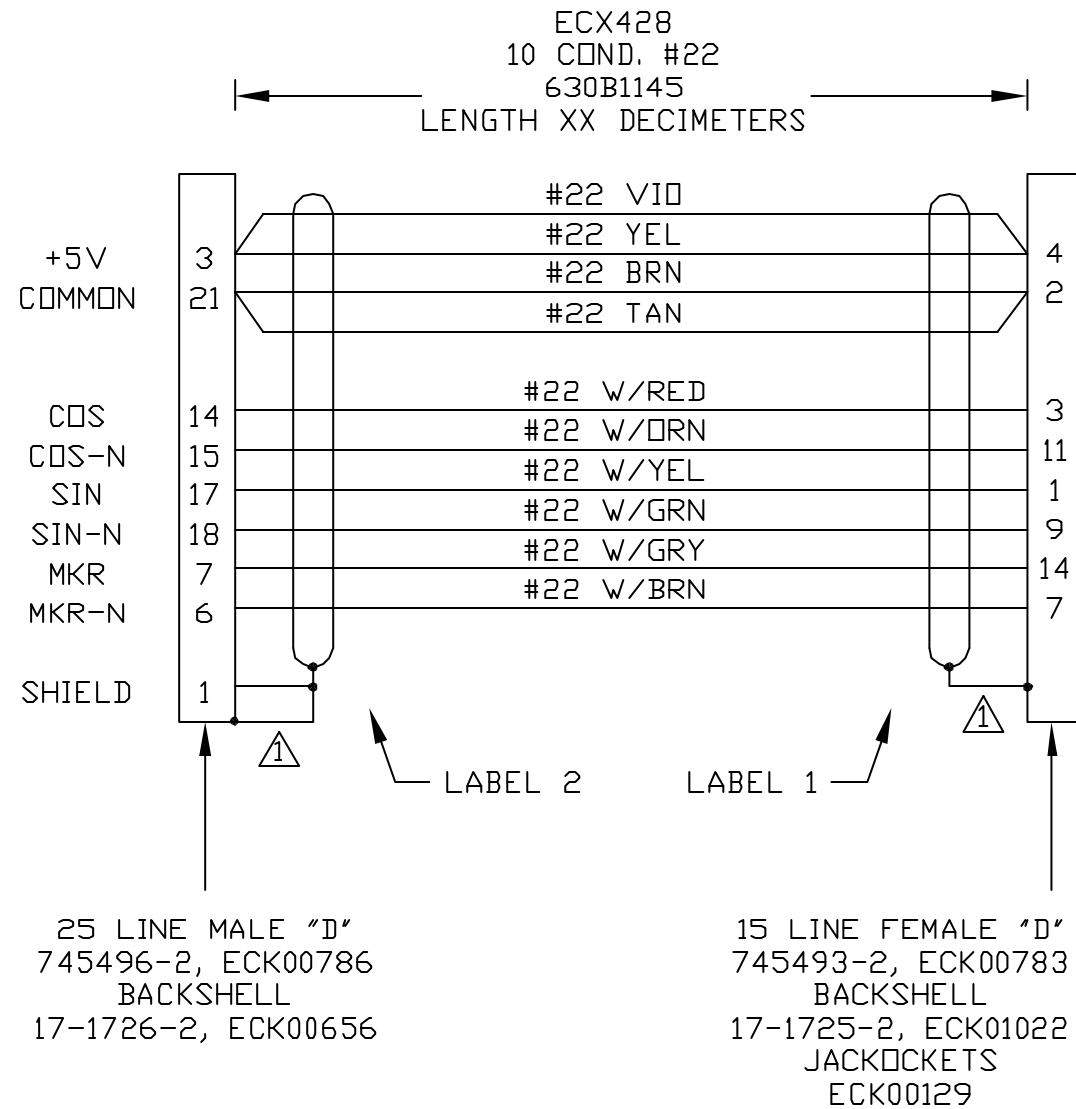 ECX428
10 COND. #22
630B1145
LENGTH XX DECIMETERS
#22 VIO
#22 YEL
+5V 3 4
#22 BRN
COMMON 21 2
#22 TAN
#22 W/RED
COS 14 3
#22 W/ORN
COS-N 15 11
#22 W/YEL
SIN 17 1
#22 W/GRN
SIN-N 18 9
#22 W/GRY
MKR 7 14
#22 W/BRN
MKR-N 6 7
SHIELD 1
1 1
LABEL 2 LABEL 1
25 LINE MALE "D"
745496-2, ECK00786
BACKSHELL
17-1726-2, ECK00656
15 LINE FEMALE "D"
745493-2, ECK00783
BACKSHELL
17-1725-2, ECK01022
JACKOCKETS
ECK00129